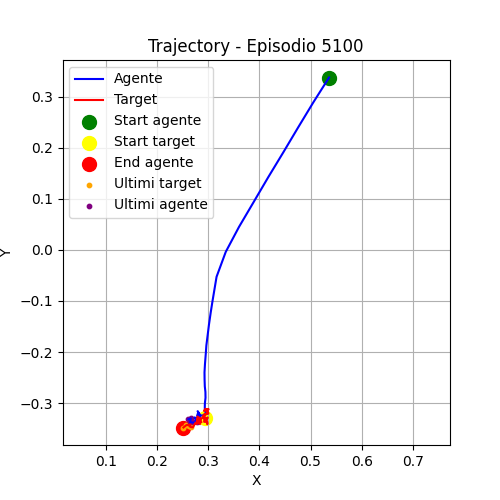 Trajectory - Episodio 5100
Agente
Target
Start agente
Start target
End agente
Ultimi target
Ultimi agente
0.3
0.2
0.1
0.0
−0.1
−0.2
−0.3
Y
0.1
0.2
0.3
0.4
0.5
0.6
0.7
X